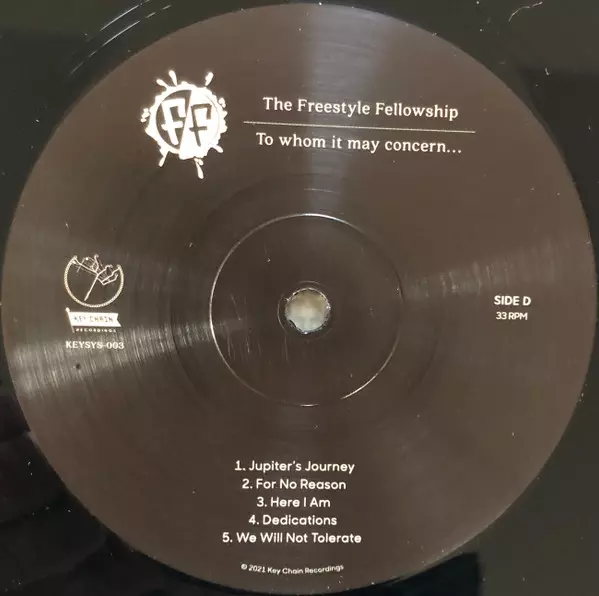 FF
The Freestyle Fellowship
To whom it may concern...
KEY CHAIN
RECORDINGS
KEYSYS-003
SIDE D
33 RPM
1. Jupiter's Journey
2. For No Reason
3. Here I Am
4. Dedications
5. We Will Not Tolerate
© 2021 Key Chain Recordings